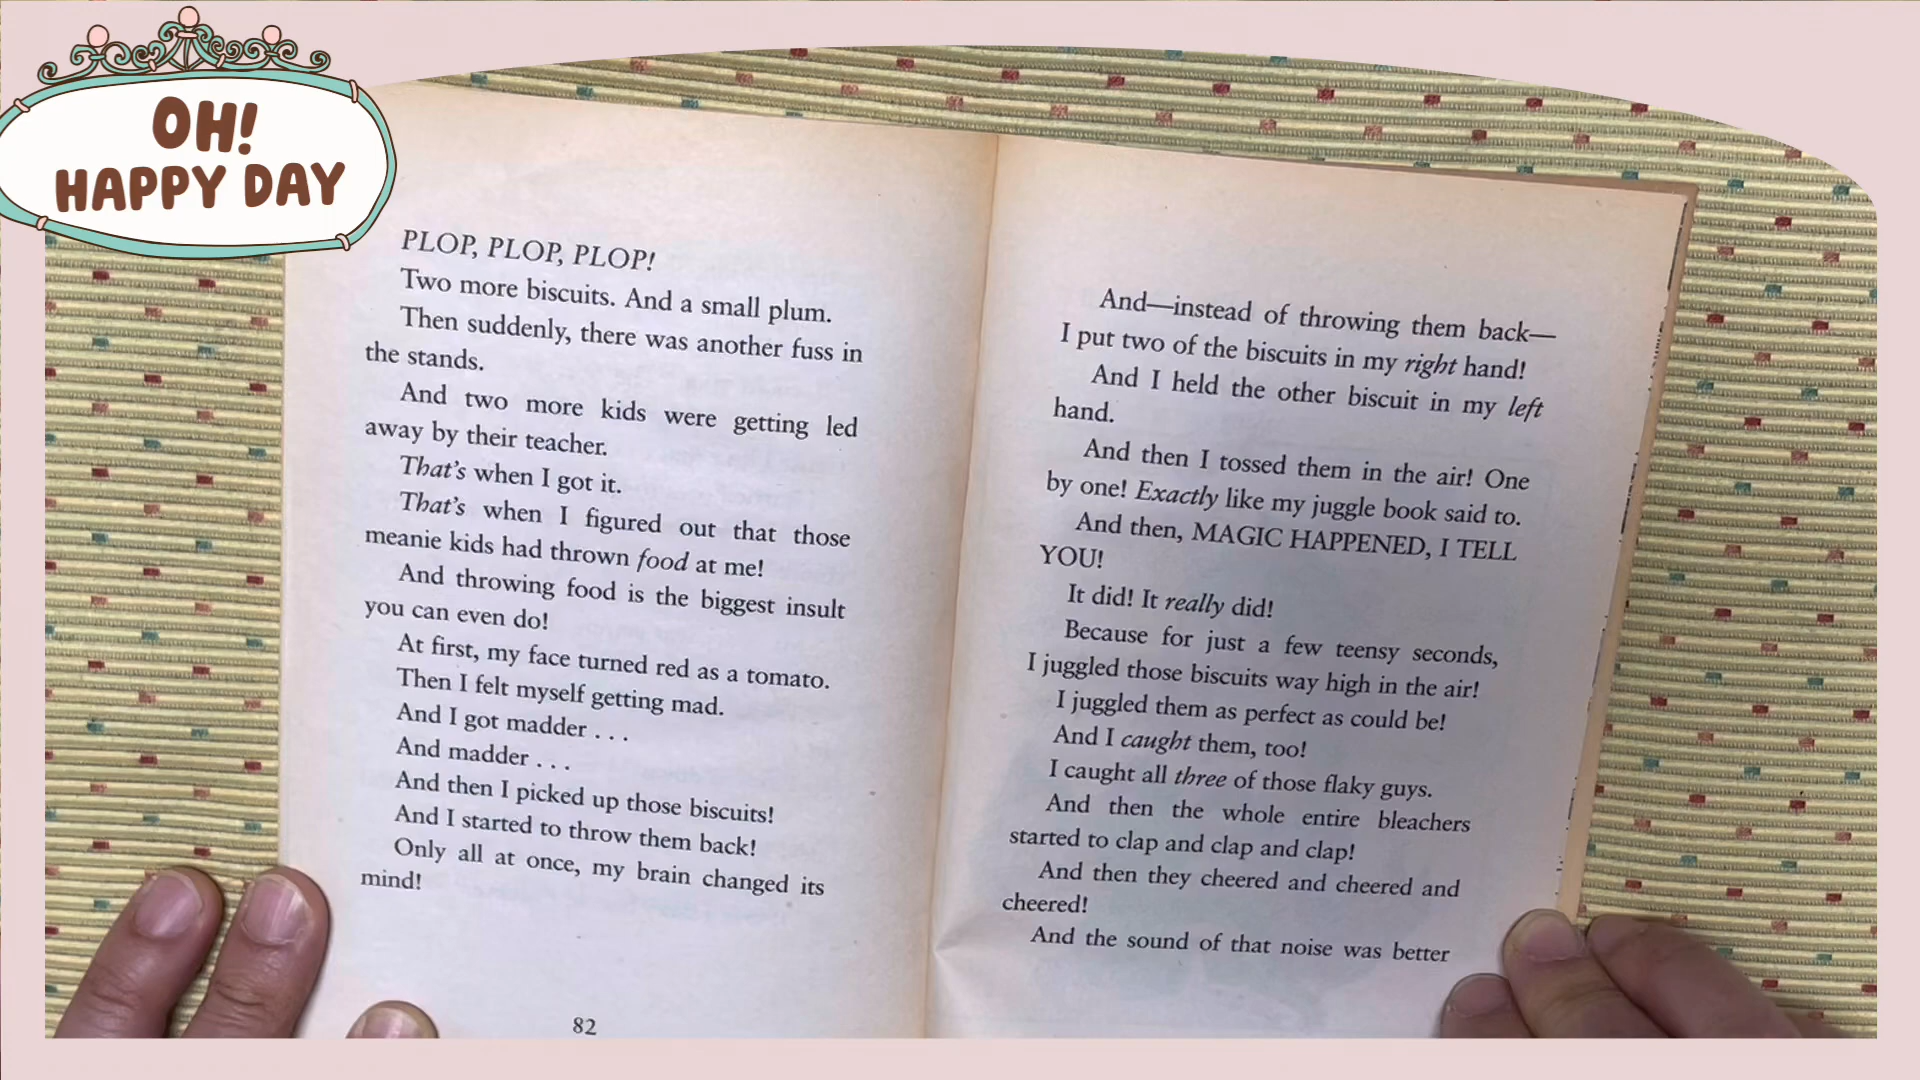 OH!
HAPPY DAY
PLOP, PLOP, PLOP!
Two more biscuits. And a small plum.
Then suddenly, there was another fuss in
the stands.
And two more kids were getting led
away by their teacher.
That's when I got it.
That's when I figured out that those
meanie kids had thrown food at me!
And throwing food is the biggest insult
you can even do!
At first, my face turned red as a tomato.
Then I felt myself getting mad.
And I got madder . . .
And madder . . .
And then I picked up those biscuits!
And I started to throw them back!
Only all at once, my brain changed its
mind!
82
And—instead of throwing them back—
I put two of the biscuits in my right hand!
And I held the other biscuit in my left
hand.
And then I tossed them in the air! One
by one! Exactly like my juggle book said to.
And then, MAGIC HAPPENED, I TELL
YOU!
It did! It really did!
Because for just a few teensy seconds,
I juggled those biscuits way high in the air!
I juggled them as perfect as could be!
And I caught them, too!
I caught all three of those flaky guys.
And then the whole entire bleachers
started to clap and clap and clap!
And then they cheered and cheered and
cheered!
And the sound of that noise was better